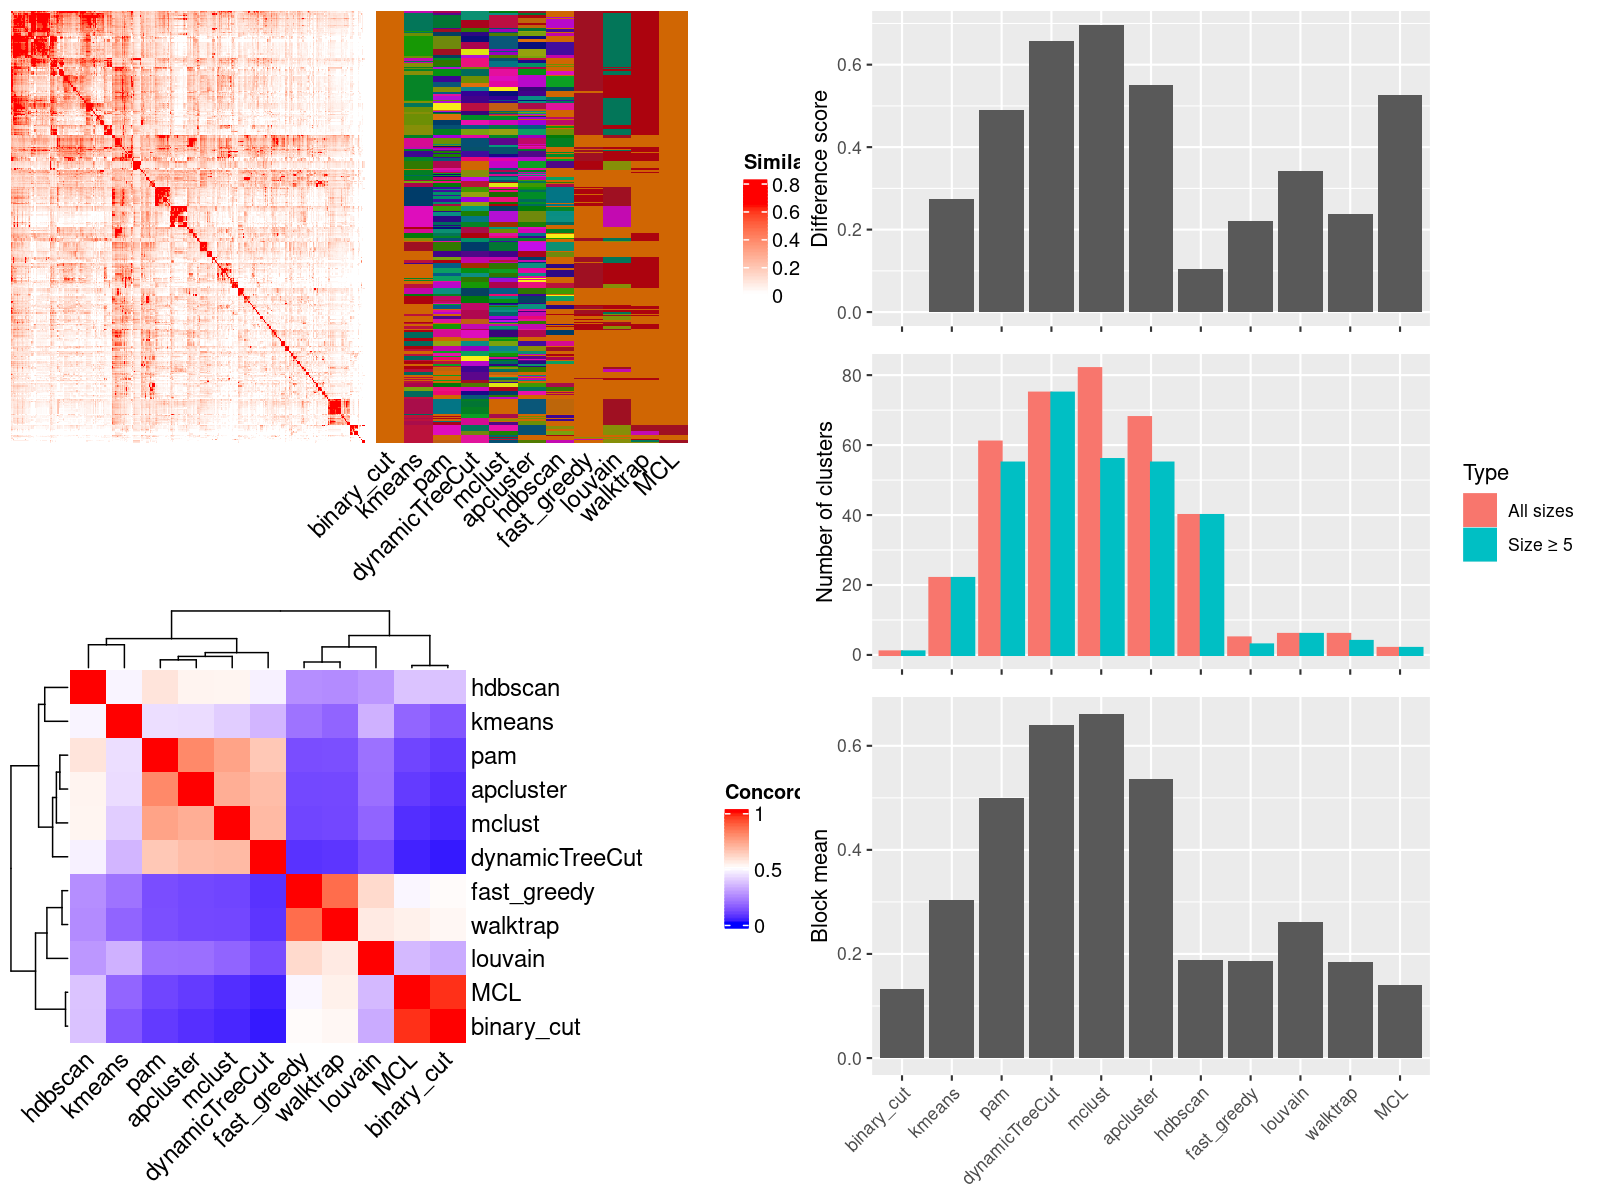 Simila
0.8
0.6
0.4
0.2
0
binary_cut
kmeans
pam
dynamicTreeCut
mclust
apcluster
hdbscan
fast_greedy
louvain
walktrap
MCL
Difference score
0.6
0.4
0.2
0.0
Number of clusters
80
60
40
20
0
Type
All sizes
Size ≥ 5
hdbscan
kmeans
pam
apcluster
mclust
dynamicTreeCut
fast_greedy
walktrap
louvain
MCL
binary_cut
hdbscan
kmeans
pam
apcluster
mclust
dynamicTreeCut
fast_greedy
walktrap
louvain
MCL
binary_cut
Concord
1
0.5
0
Block mean
0.6
0.4
0.2
0.0
binary_cut
kmeans
pam
dynamicTreeCut
mclust
apcluster
hdbscan
fast_greedy
louvain
walktrap
MCL